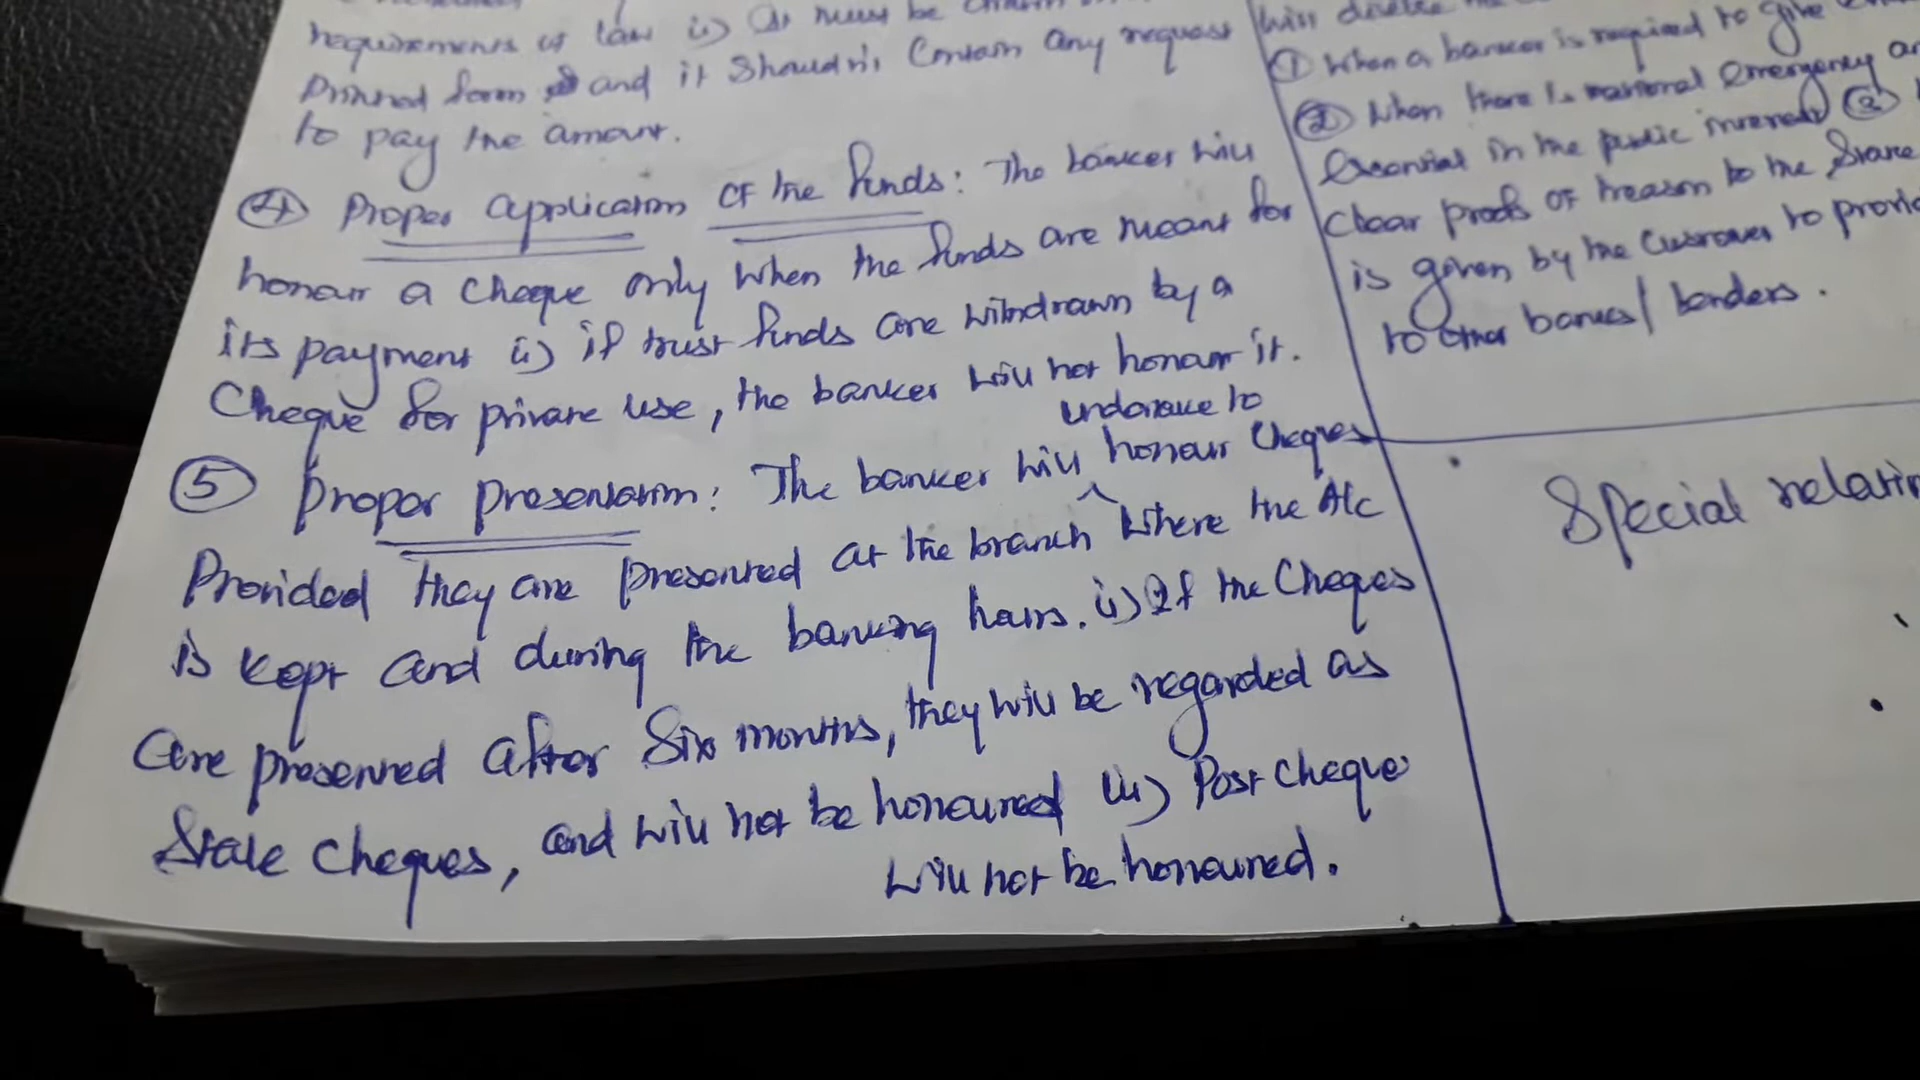 requirements of law i) It must be
printed form and it shouldn't contain any request
to pay the amount.
④ Proper application of the funds: The banker will
honour a cheque only when the funds are meant for
its payment ii) if trust funds are withdrawn by a
cheque for private use, the banker will not honour it.
undertake to
⑤ Proper presentation: The banker will ^ honour cheques
Provided they are presented at the branch where the A/c
is kept and during the banking hours. ii) If the cheques
are presented after six months, they will be regarded as
stale cheques, and will not be honoured iii) Post cheque
will not be honoured.
will
① When a banker is required to give
② When there is national emergency
Essential in the public interest ③
clear proofs of treason to the state
is given by the customer to
to other banks/ lenders.
Special